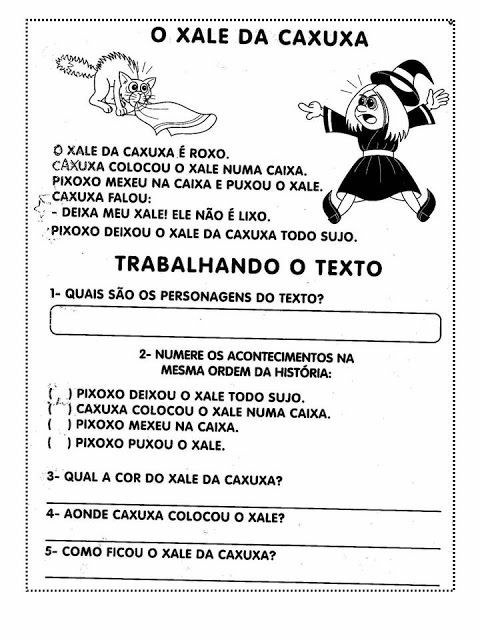 O XALE DA CAXUXA
O XALE DA CAXUXA É ROXO.
CAXUXA COLOCOU O XALE NUMA CAIXA.
PIXOXO MEXEU NA CAIXA E PUXOU O XALE.
CAXUXA FALOU:
- DEIXA MEU XALE! ELE NÃO É LIXO.
PIXOXO DEIXOU O XALE DA CAXUXA TODO SUJO.
TRABALHANDO O TEXTO
1- QUAIS SÃO OS PERSONAGENS DO TEXTO?
2- NUMERE OS ACONTECIMENTOS NA
MESMA ORDEM DA HISTÓRIA:
( ) PIXOXO DEIXOU O XALE TODO SUJO.
( ) CAXUXA COLOCOU O XALE NUMA CAIXA.
( ) PIXOXO MEXEU NA CAIXA.
( ) PIXOXO PUXOU O XALE.
3- QUAL A COR DO XALE DA CAXUXA?
4- AONDE CAXUXA COLOCOU O XALE?
5- COMO FICOU O XALE DA CAXUXA?